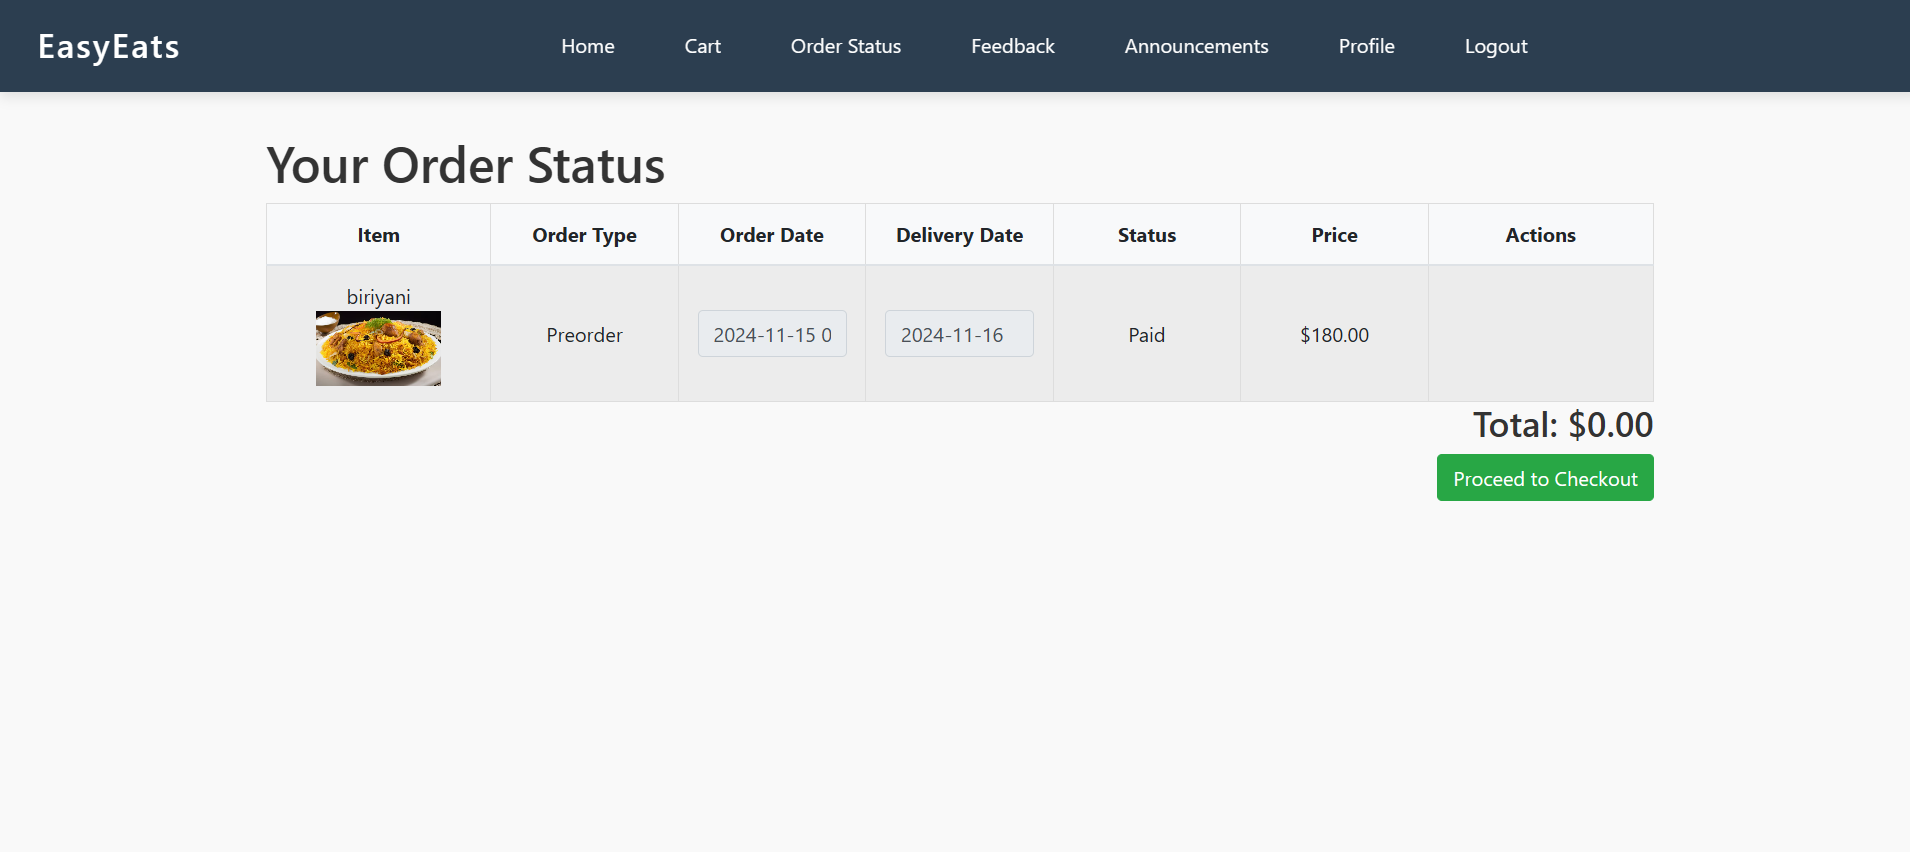 EasyEats
Home Cart Order Status Feedback Announcements Profile Logout
Your Order Status
Item Order Type Order Date Delivery Date Status Price Actions
biriyani
Preorder 2024-11-15 0 2024-11-16 Paid $180.00
Total: $0.00
Proceed to Checkout